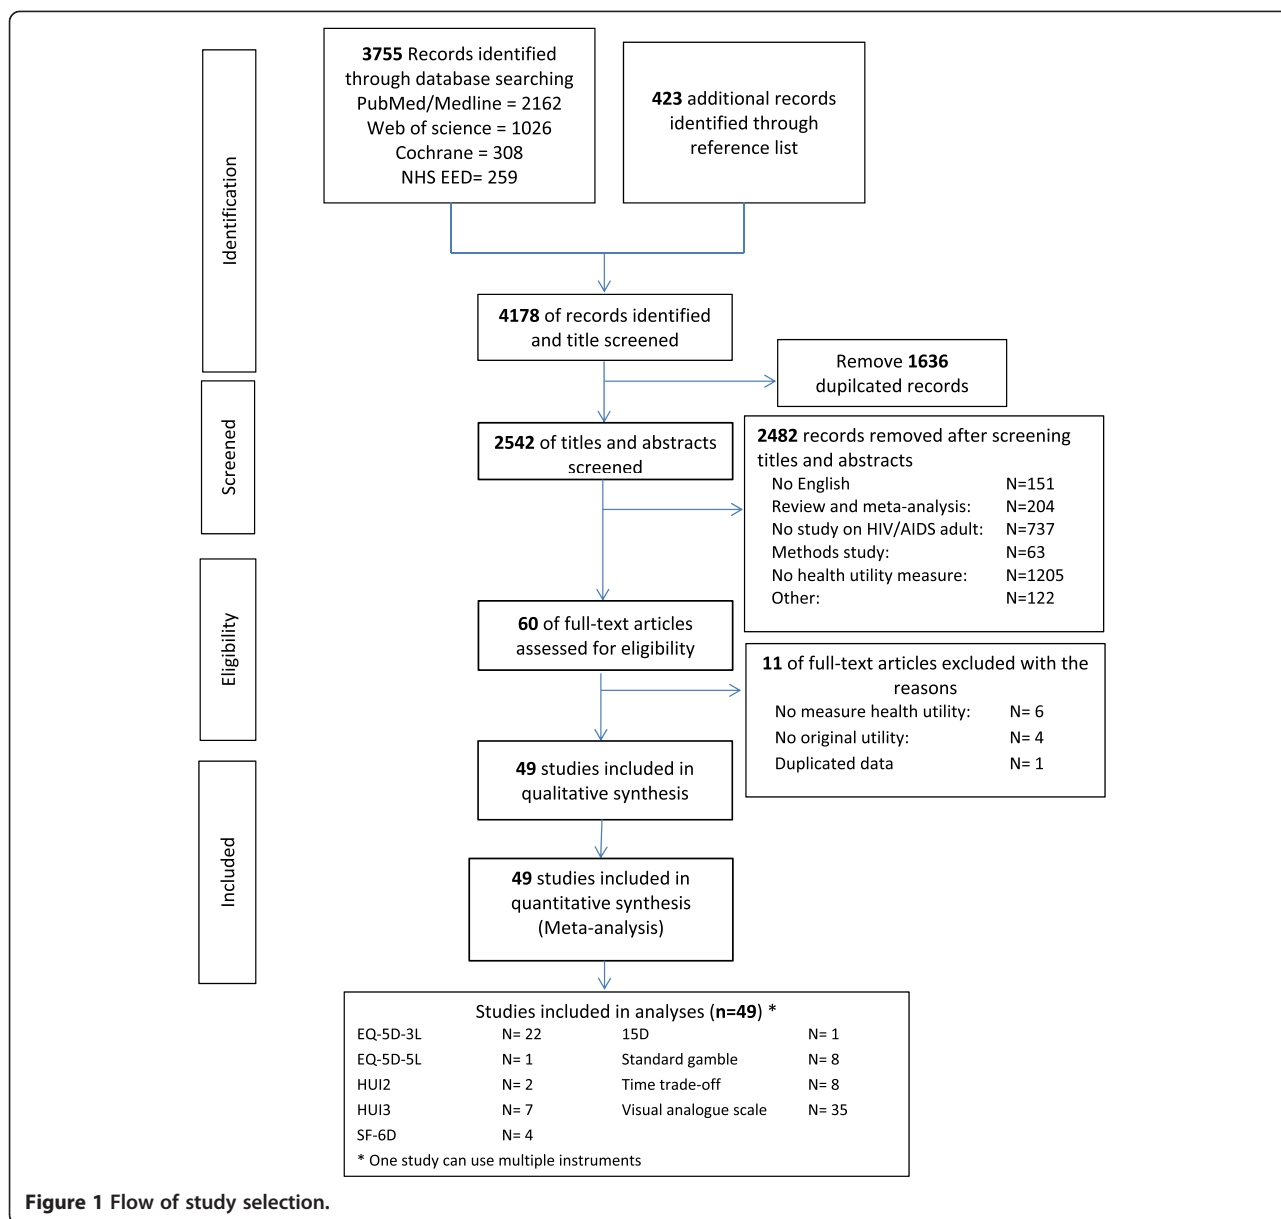 3755 Records identified
through database searching
PubMed/Medline = 2162
Web of science = 1026
Cochrane = 308
NHS EED= 259
423 additional records
identified through
reference list
Identification
4178 of records identified
and title screened
Remove 1636
dupilcated records
Screened
2542 of titles and abstracts
screened
2482 records removed after screening
titles and abstracts
No English N=151
Review and meta-analysis: N=204
No study on HIV/AIDS adult: N=737
Methods study: N=63
No health utility measure: N=1205
Other: N=122
Eligibility
60 of full-text articles
assessed for eligibility
11 of full-text articles excluded with the
reasons
No measure health utility: N= 6
No original utility: N= 4
Duplicated data N= 1
49 studies included in
qualitative synthesis
Included
49 studies included in
quantitative synthesis
(Meta-analysis)
Studies included in analyses (n=49) *
EQ-5D-3L N= 22 15D N= 1
EQ-5D-5L N= 1 Standard gamble N= 8
HUI2 N= 2 Time trade-off N= 8
HUI3 N= 7 Visual analogue scale N= 35
SF-6D N= 4
* One study can use multiple instruments
Figure 1 Flow of study selection.